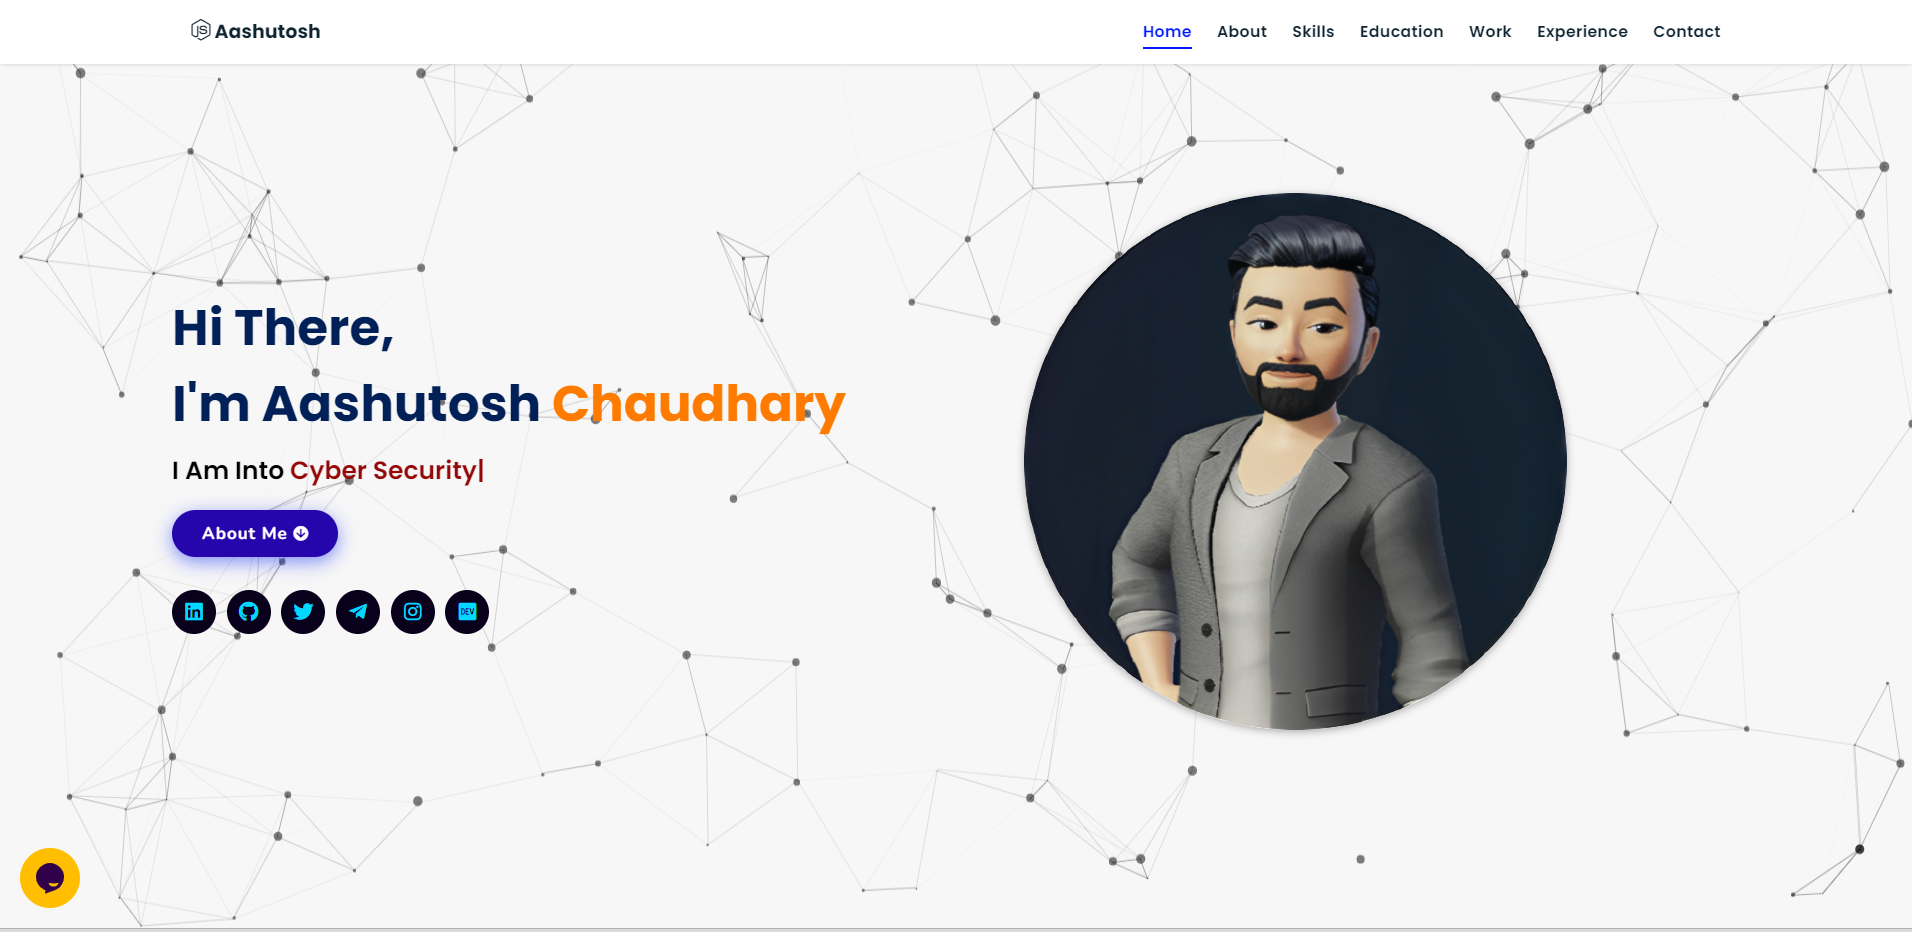 Aashutosh
Home About Skills Education Work Experience Contact
Hi There,
I'm Aashutosh Chaudhary
I Am Into Cyber Security|
About Me
in
DEV